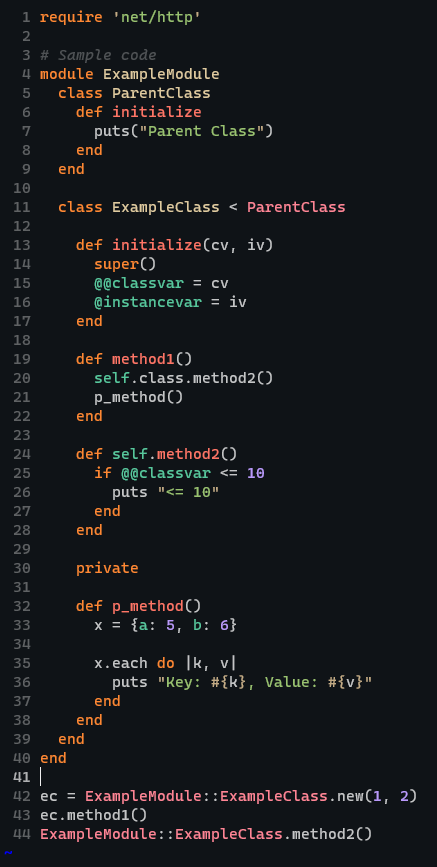 1 require 'net/http'
2
3 # Sample code
4 module ExampleModule
5   class ParentClass
6     def initialize
7       puts("Parent Class")
8     end
9   end
10
11   class ExampleClass < ParentClass
12
13     def initialize(cv, iv)
14       super()
15       @@classvar = cv
16       @instancevar = iv
17     end
18
19     def method1()
20       self.class.method2()
21       p_method()
22     end
23
24     def self.method2()
25       if @@classvar <= 10
26         puts "<= 10"
27       end
28     end
29
30     private
31
32     def p_method()
33       x = {a: 5, b: 6}
34
35       x.each do |k, v|
36         puts "Key: #{k}, Value: #{v}"
37       end
38     end
39   end
40 end
41
42 ec = ExampleModule::ExampleClass.new(1, 2)
43 ec.method1()
44 ExampleModule::ExampleClass.method2()
~